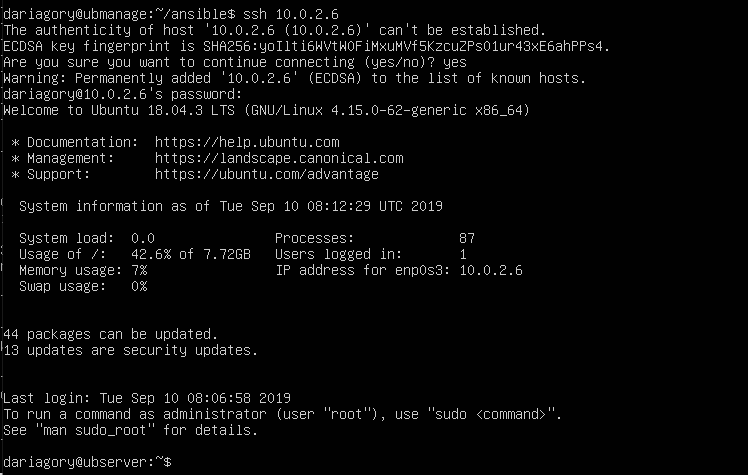 dariagory@ubmanage:~/ansible$ ssh 10.0.2.6
The authenticity of host '10.0.2.6 (10.0.2.6)' can't be established.
ECDSA key fingerprint is SHA256:yoIlti6WVtWOFiMxuMVf5KzcuZPsO1ur43xE6ahPPs4.
Are you sure you want to continue connecting (yes/no)? yes
Warning: Permanently added '10.0.2.6' (ECDSA) to the list of known hosts.
dariagory@10.0.2.6's password:
Welcome to Ubuntu 18.04.3 LTS (GNU/Linux 4.15.0-62-generic x86_64)

 * Documentation:  https://help.ubuntu.com
 * Management:     https://landscape.canonical.com
 * Support:        https://ubuntu.com/advantage

  System information as of Tue Sep 10 08:12:29 UTC 2019

  System load:  0.0               Processes:             87
  Usage of /:   42.6% of 7.72GB   Users logged in:       1
  Memory usage: 7%                IP address for enp0s3: 10.0.2.6
  Swap usage:   0%

44 packages can be updated.
13 updates are security updates.

Last login: Tue Sep 10 08:06:58 2019
To run a command as administrator (user "root"), use "sudo <command>".
See "man sudo_root" for details.

dariagory@ubserver:~$